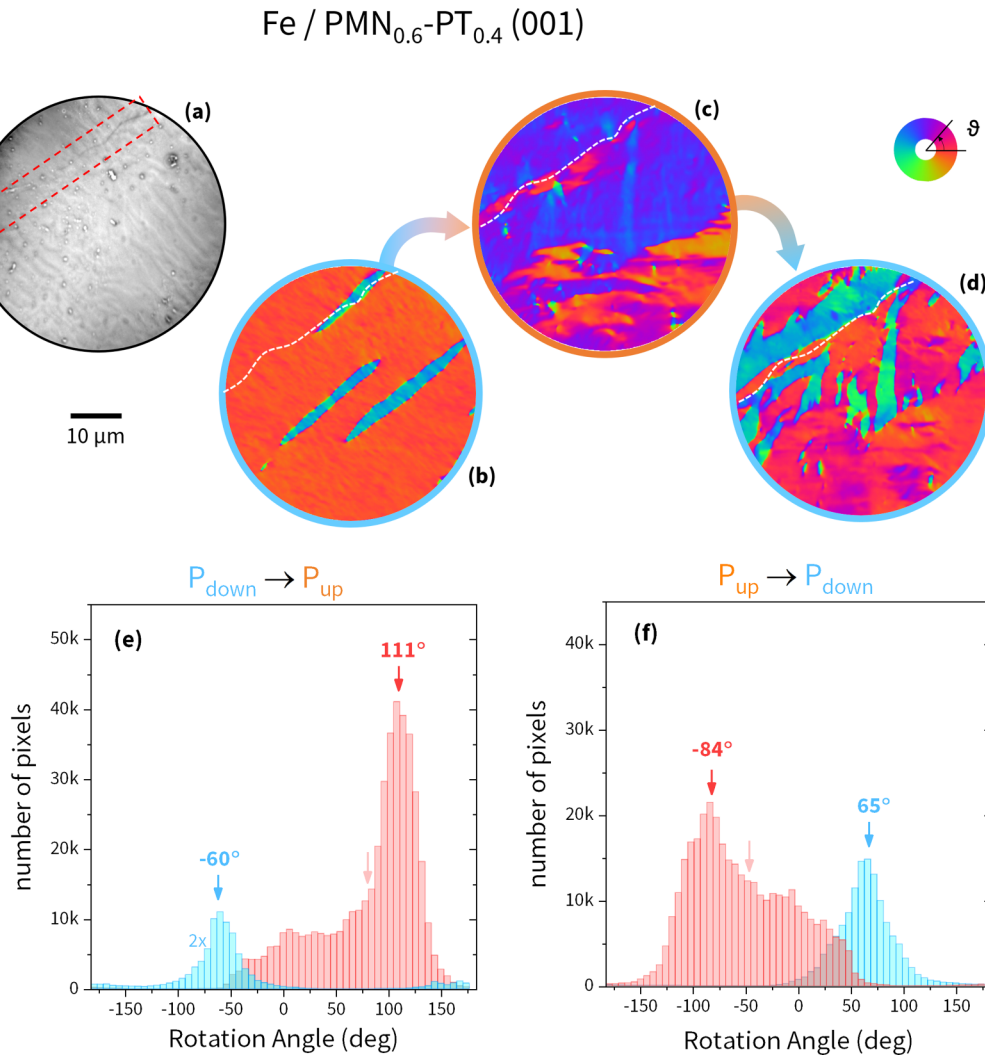 Fe / PMN0.6-PT0.4 (001)
(a)
(c)
ϑ
(d)
10 μm
(b)
Pdown → Pup
Pup → Pdown
(e)
50k
40k
30k
20k
10k
0
number of pixels
111°
-60°
2x
-150
-100
-50
0
50
100
150
Rotation Angle (deg)
(f)
40k
30k
20k
10k
0
number of pixels
-84°
65°
-150
-100
-50
0
50
100
150
Rotation Angle (deg)